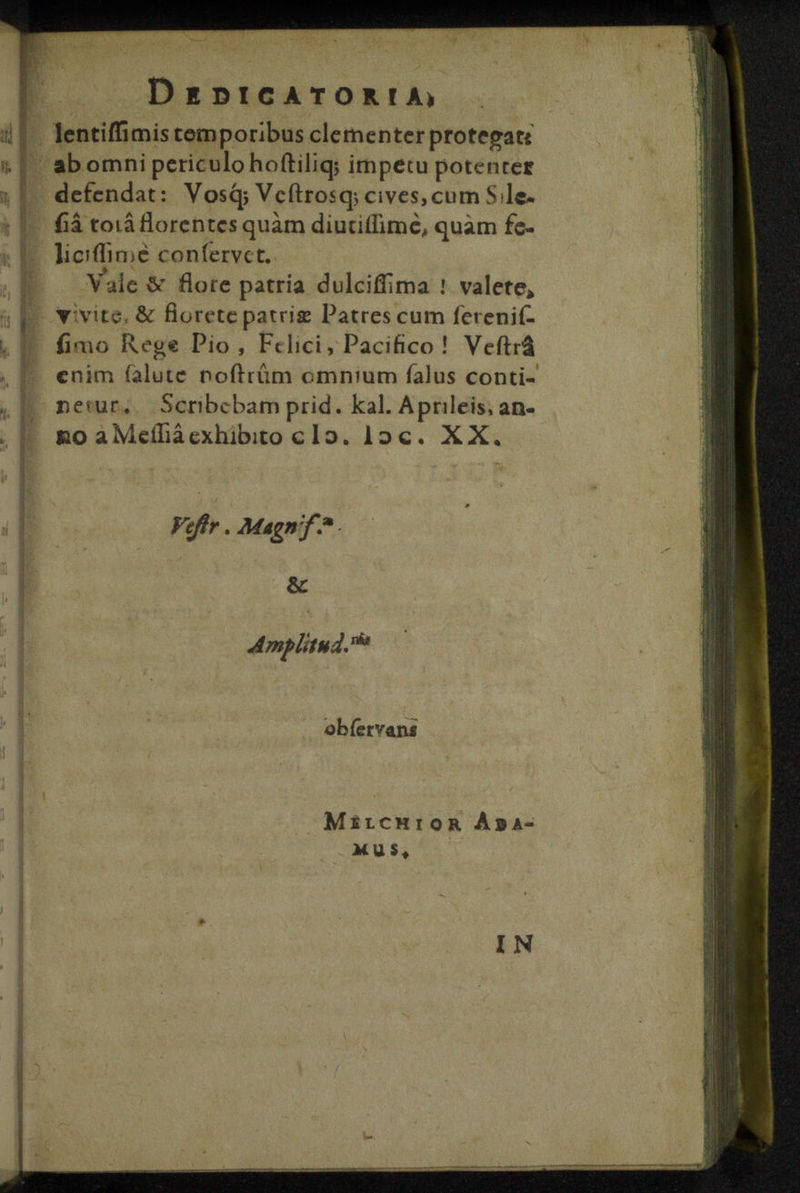 DEDICATORIA,
lentiſſimis temporibus clementer protegat:
ab omni periculo hoſtiliq; impetu potenter
defendat: Vosq́; Veſtrosq; cives, cum Sile-
ſiâ totâ florentes quàm diutiſſimè, quàm fe-
liciſſimè conſervet.
Vale & flore patria dulciſſima ! valete,
vivite, & florete patriæ Patres cum ſereniſ-
ſimo Rege Pio, Felici, Pacifico ! Veſtrâ
enim ſalute noſtrûm omnium ſalus conti-
netur. Scribebam prid. kal. Aprileis, an-
no a Meſſiâ exhibito cIↄ. Iↄc. XX.
Veſtr. Magnif.ᵃ
&
Amplitud.ⁿᵉˢ
obſervans
MELCHIOR ADA-
MUS,
IN